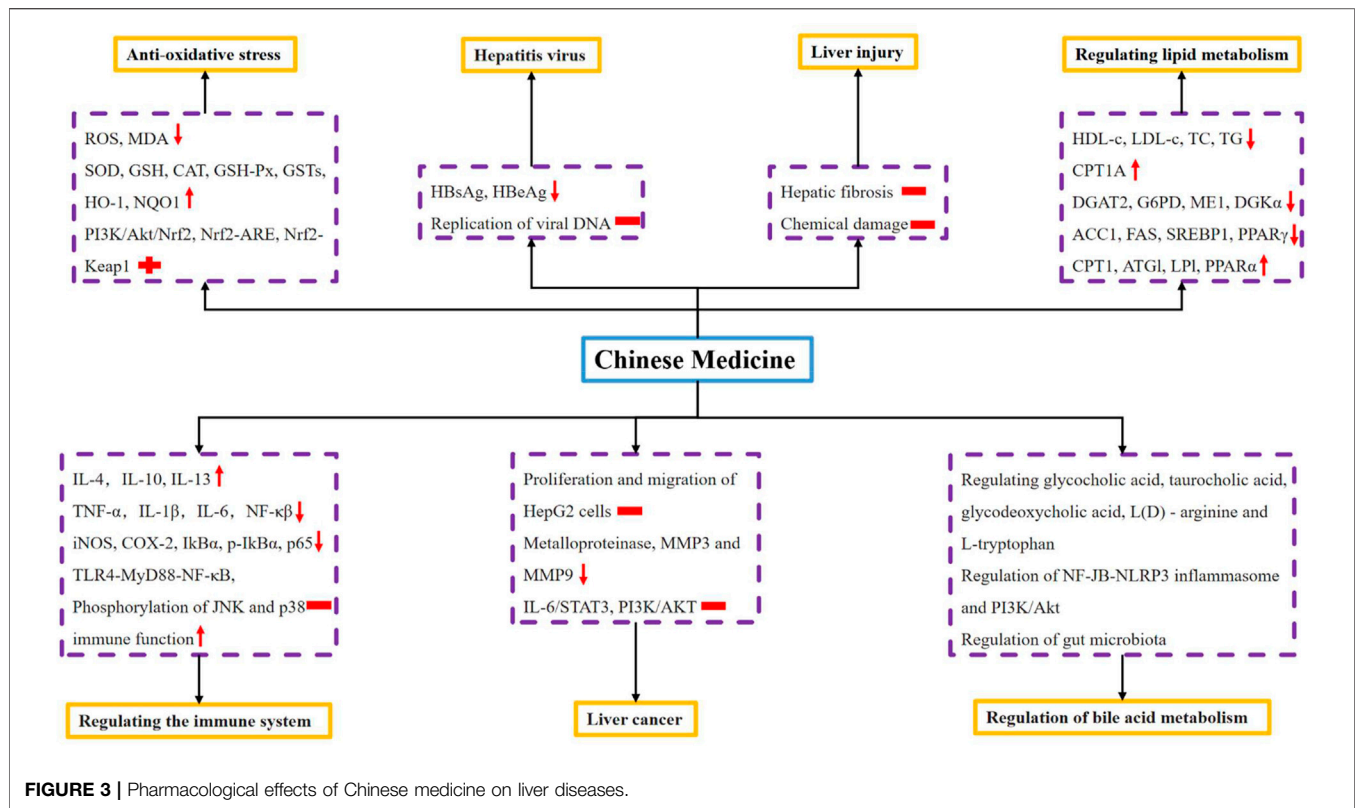 Anti-oxidative stress
ROS, MDA
SOD, GSH, CAT, GSH-Px, GSTs,
HO-1, NQO1
PI3K/Akt/Nrf2, Nrf2-ARE, Nrf2-
Keap1
Hepatitis virus
HBsAg, HBeAg
Replication of viral DNA
Liver injury
Hepatic fibrosis
Chemical damage
Regulating lipid metabolism
HDL-c, LDL-c, TC, TG
CPT1A
DGAT2, G6PD, ME1, DGKα
ACC1, FAS, SREBP1, PPARγ
CPT1, ATGl, LPl, PPARα
Chinese Medicine
IL-4, IL-10, IL-13
TNF-α, IL-1β, IL-6, NF-κβ
iNOS, COX-2, IkBα, p-IkBα, p65
TLR4-MyD88-NF-κB,
Phosphorylation of JNK and p38
immune function
Regulating the immune system
Proliferation and migration of
HepG2 cells
Metalloproteinase, MMP3 and
MMP9
IL-6/STAT3, PI3K/AKT
Liver cancer
Regulating glycocholic acid, taurocholic acid,
glycodeoxycholic acid, L(D) - arginine and
L-tryptophan
Regulation of NF-JB-NLRP3 inflammasome
and PI3K/Akt
Regulation of gut microbiota
Regulation of bile acid metabolism
FIGURE 3 | Pharmacological effects of Chinese medicine on liver diseases.